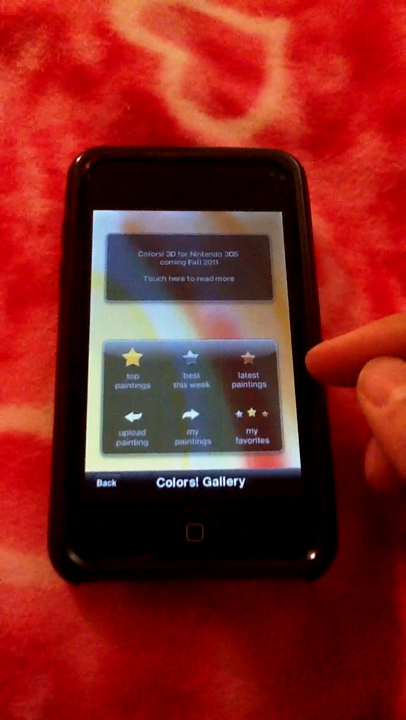 Colors! 3D for Nintendo 3DS
coming Fall 2011
Touch here to read more
top
paintings
best
this week
latest
paintings
upload
painting
my
paintings
my
favorites
Back
Colors! Gallery